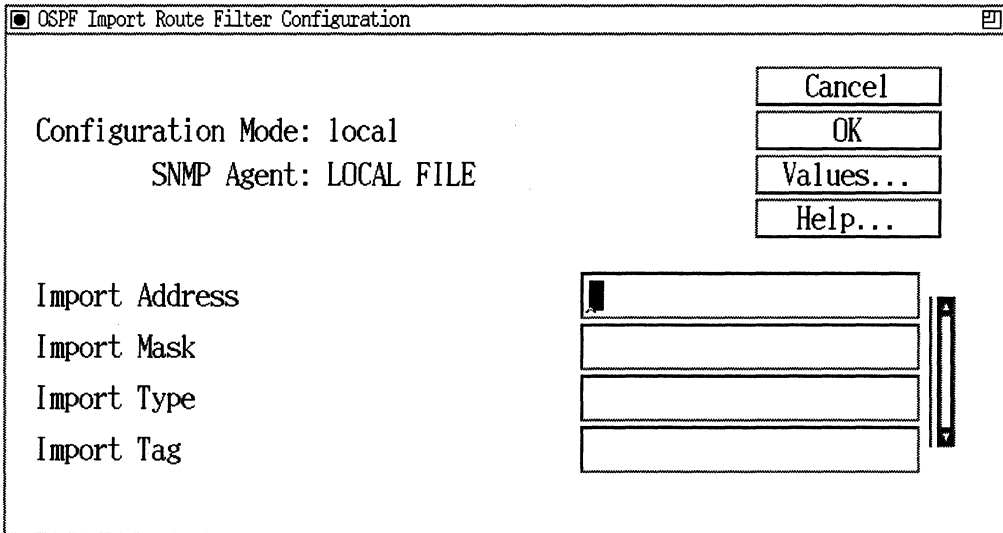 OSPF Import Route Filter Configuration
Cancel
Configuration Mode: local
OK
SNMP Agent: LOCAL FILE
Values...
Help...
Import Address
Import Mask
Import Type
Import Tag